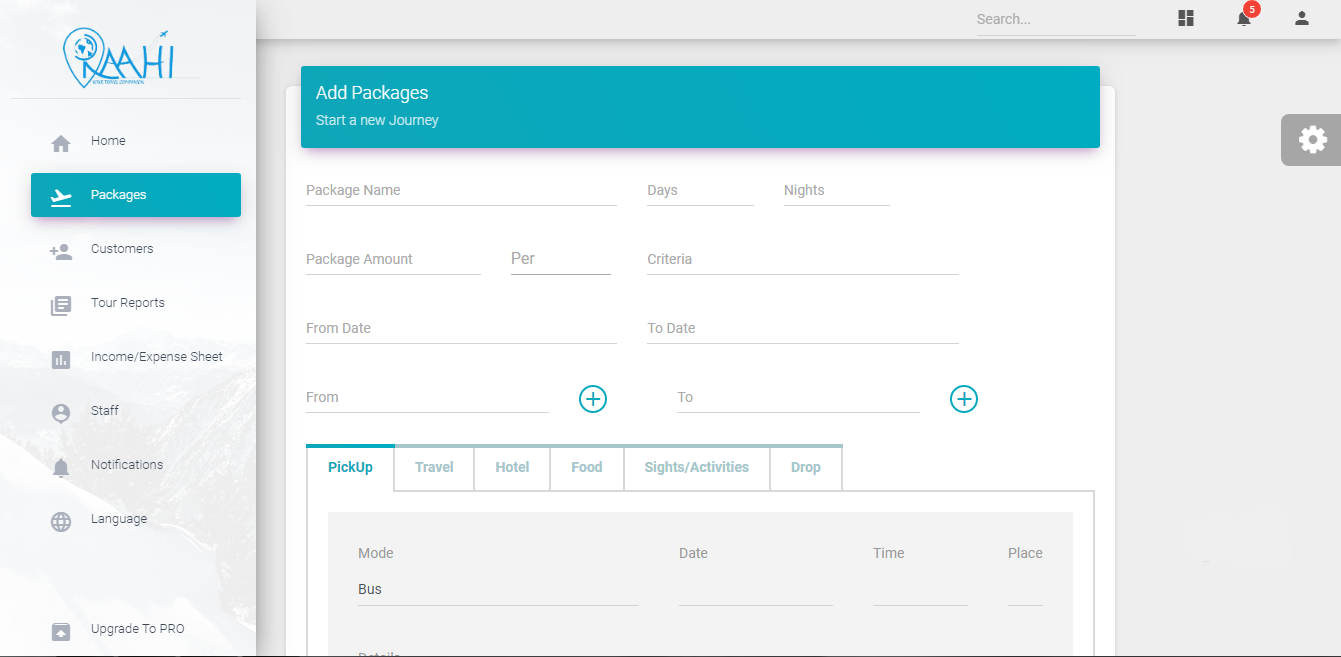 RAAHI
YOUR TRAVEL COMPANION
Search...
5
Home
Packages
Customers
Tour Reports
Income/Expense Sheet
Staff
Notifications
Language
Upgrade To PRO
Add Packages
Start a new Journey
Package Name Days Nights
Package Amount Per Criteria
From Date To Date
From To
PickUp Travel Hotel Food Sights/Activities Drop
Mode Date Time Place
Bus
Details